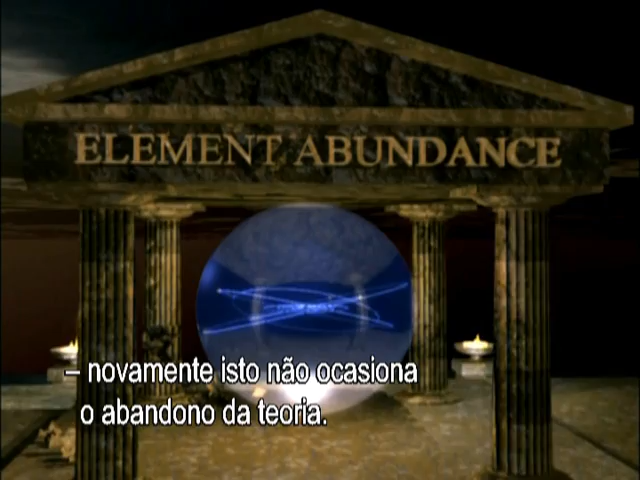 ELEMENT ABUNDANCE
– novamente isto não ocasiona
o abandono da teoria.